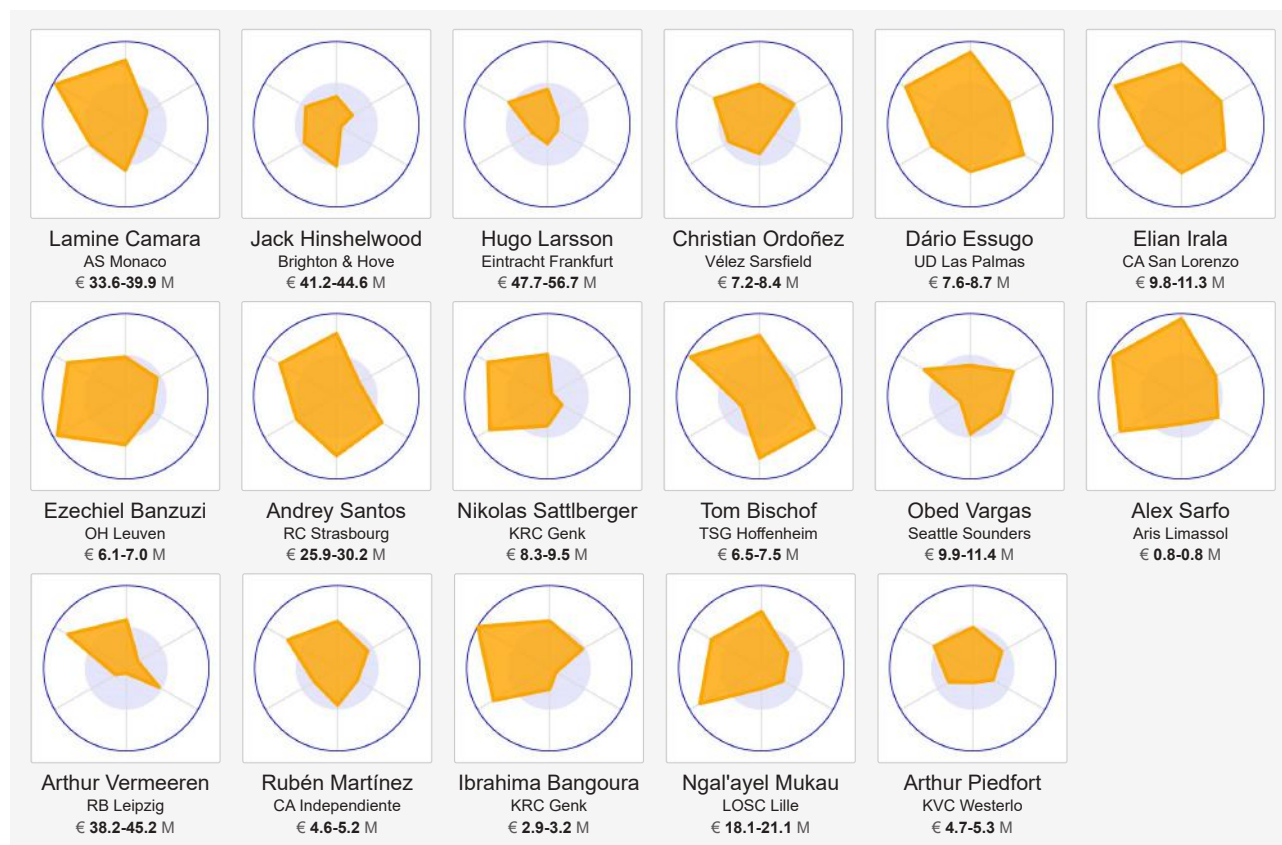 Lamine Camara
AS Monaco
€ 33.6-39.9 M
Jack Hinshelwood
Brighton & Hove
€ 41.2-44.6 M
Hugo Larsson
Eintracht Frankfurt
€ 47.7-56.7 M
Christian Ordoñez
Vélez Sarsfield
€ 7.2-8.4 M
Dário Essugo
UD Las Palmas
€ 7.6-8.7 M
Elian Irala
CA San Lorenzo
€ 9.8-11.3 M
Ezechiel Banzuzi
OH Leuven
€ 6.1-7.0 M
Andrey Santos
RC Strasbourg
€ 25.9-30.2 M
Nikolas Sattlberger
KRC Genk
€ 8.3-9.5 M
Tom Bischof
TSG Hoffenheim
€ 6.5-7.5 M
Obed Vargas
Seattle Sounders
€ 9.9-11.4 M
Alex Sarfo
Aris Limassol
€ 0.8-0.8 M
Arthur Vermeeren
RB Leipzig
€ 38.2-45.2 M
Rubén Martínez
CA Independiente
€ 4.6-5.2 M
Ibrahima Bangoura
KRC Genk
€ 2.9-3.2 M
Ngal'ayel Mukau
LOSC Lille
€ 18.1-21.1 M
Arthur Piedfort
KVC Westerlo
€ 4.7-5.3 M